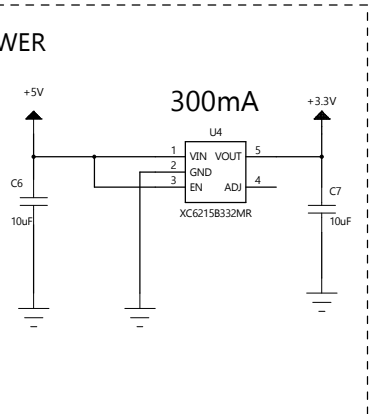 WER
+5V
300mA
+3.3V
U4
1 VIN VOUT 5
2 GND
3 EN ADJ 4
C6
10uF
C7
10uF
XC6215B332MR